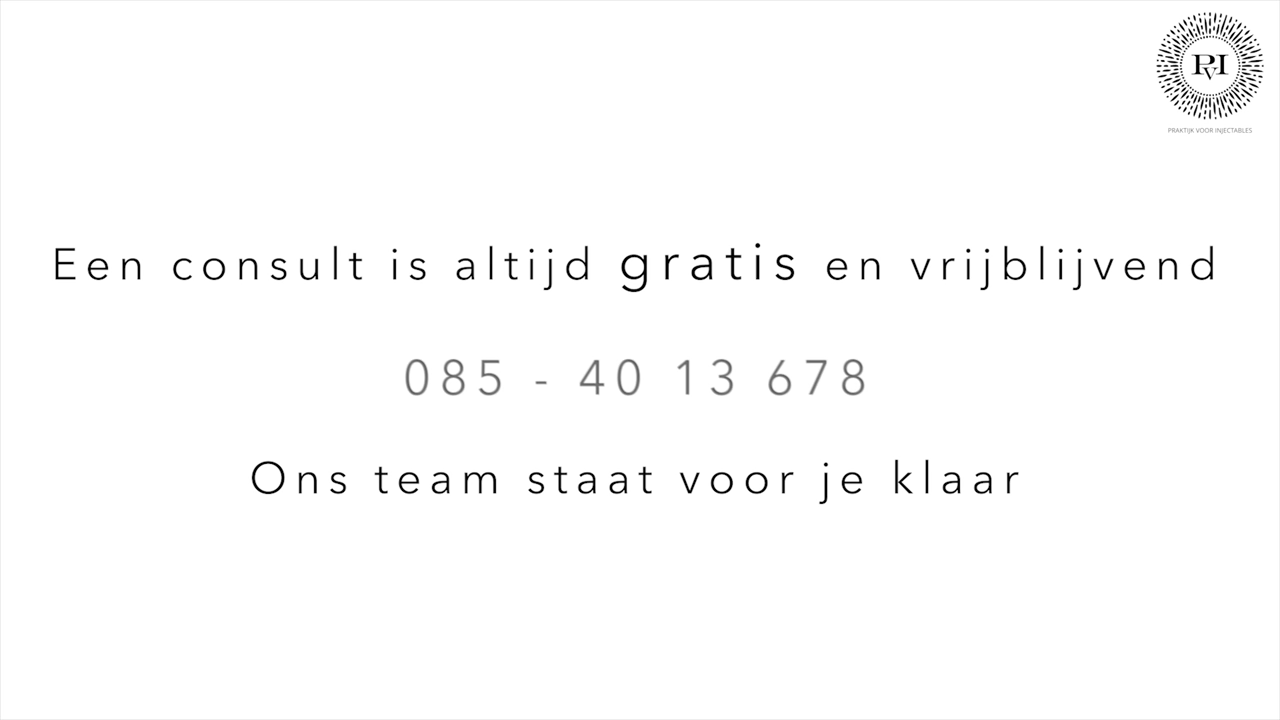 PVI
PRAKTIJK VOOR INJECTABLES
Een consult is altijd gratis en vrijblijvend
085 - 40 13 678
Ons team staat voor je klaar